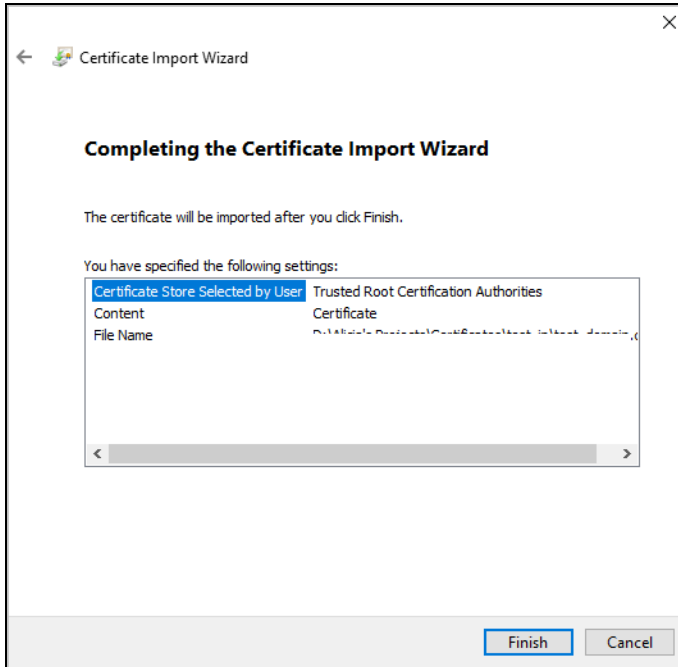 Certificate Import Wizard
Completing the Certificate Import Wizard
The certificate will be imported after you click Finish.
You have specified the following settings:
Certificate Store Selected by User Trusted Root Certification Authorities
Content Certificate
File Name
Finish Cancel